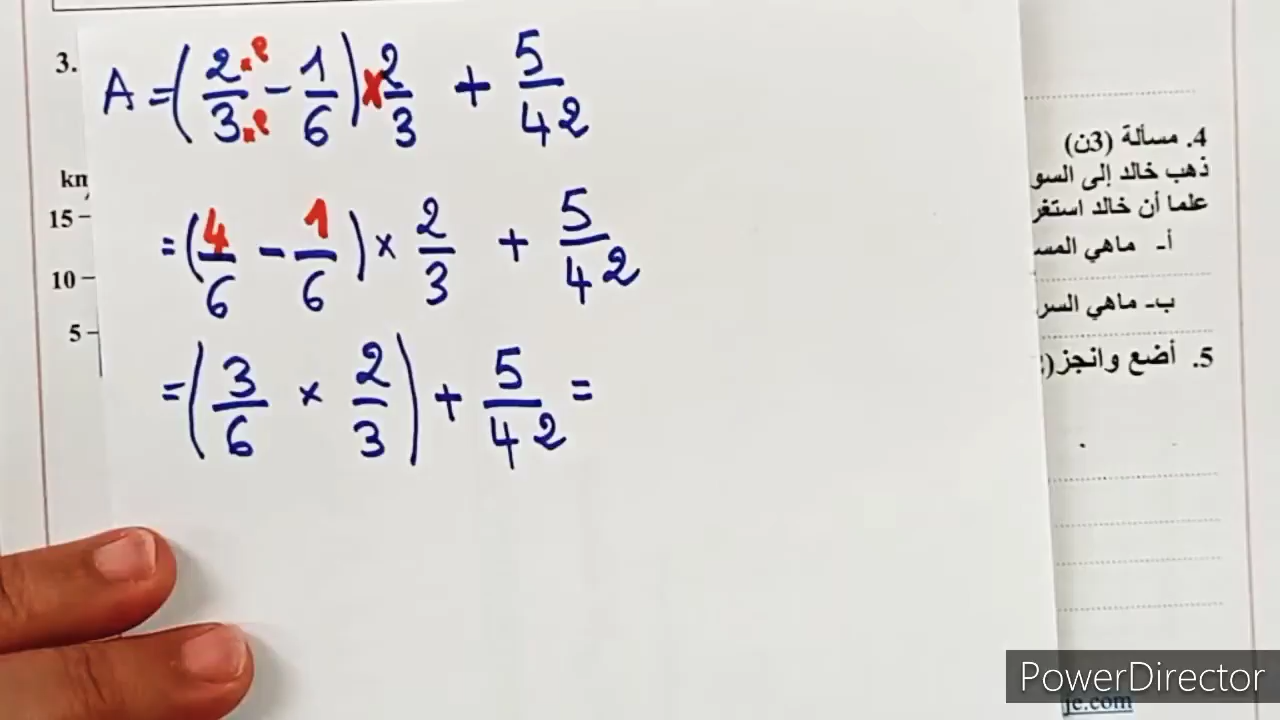 3. A = (2×2/3×2 - 1/6) × 2/3 + 5/42
= (4/6 - 1/6) × 2/3 + 5/42
= (3/6 × 2/3) + 5/42 =
km
15
10
5
4. مسألة (3ن)
ذهب خالد إلى السو
علما أن خالد استغر
أ- ماهي المس
ب- ماهي السر
5. أضع وانجز(:
PowerDirector
je.com